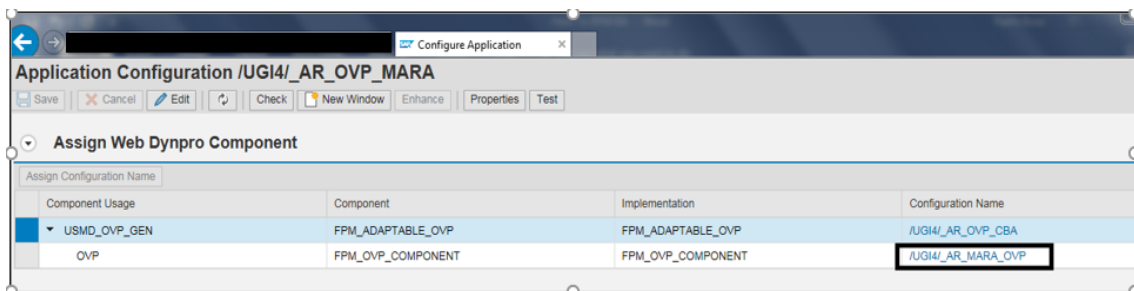 SAP Configure Application ×
Application Configuration /UGI4/_AR_OVP_MARA
Save Cancel Edit Check New Window Enhance Properties Test
Assign Web Dynpro Component
Assign Configuration Name
Component Usage Component Implementation Configuration Name
USMD_OVP_GEN FPM_ADAPTABLE_OVP FPM_ADAPTABLE_OVP /UGI4/_AR_OVP_CBA
OVP FPM_OVP_COMPONENT FPM_OVP_COMPONENT /UGI4/_AR_MARA_OVP